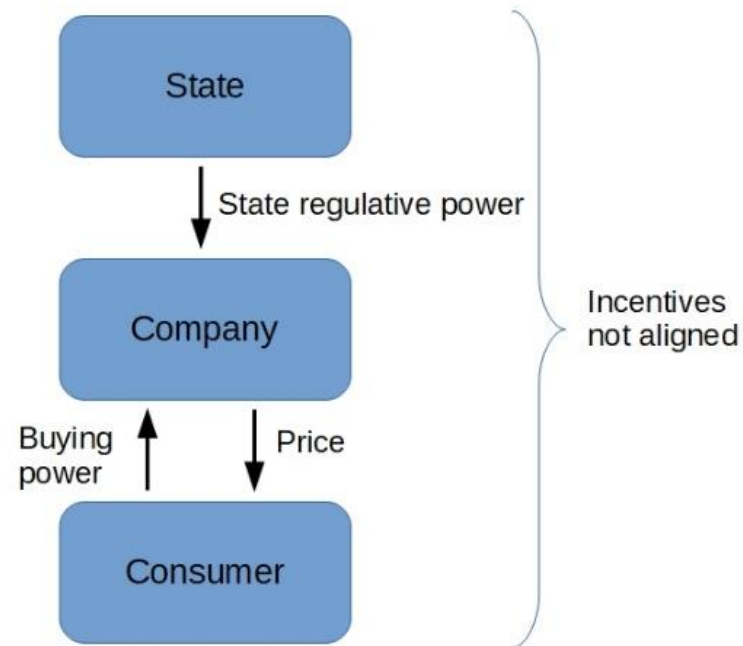 State
State regulative power
Company
Incentives
not aligned
Buying
power
Price
Consumer